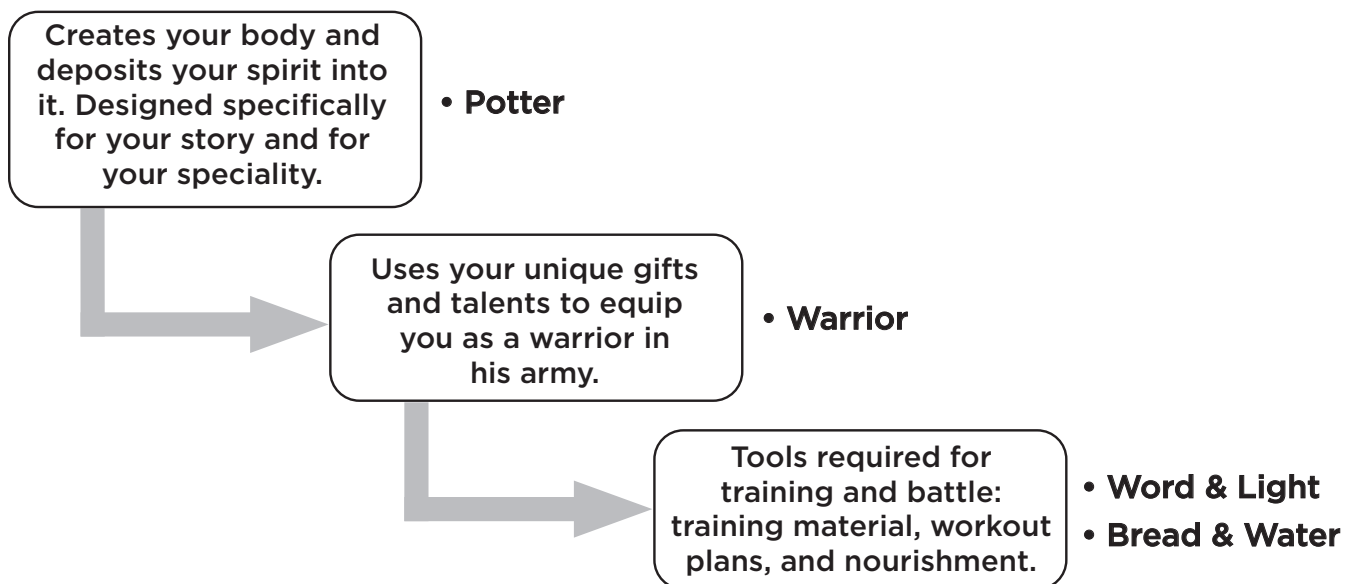 Creates your body and
deposits your spirit into
it. Designed specifically
for your story and for
your speciality.
• Potter
Uses your unique gifts
and talents to equip
you as a warrior in
his army.
• Warrior
Tools required for
training and battle:
training material, workout
plans, and nourishment.
• Word & Light
• Bread & Water